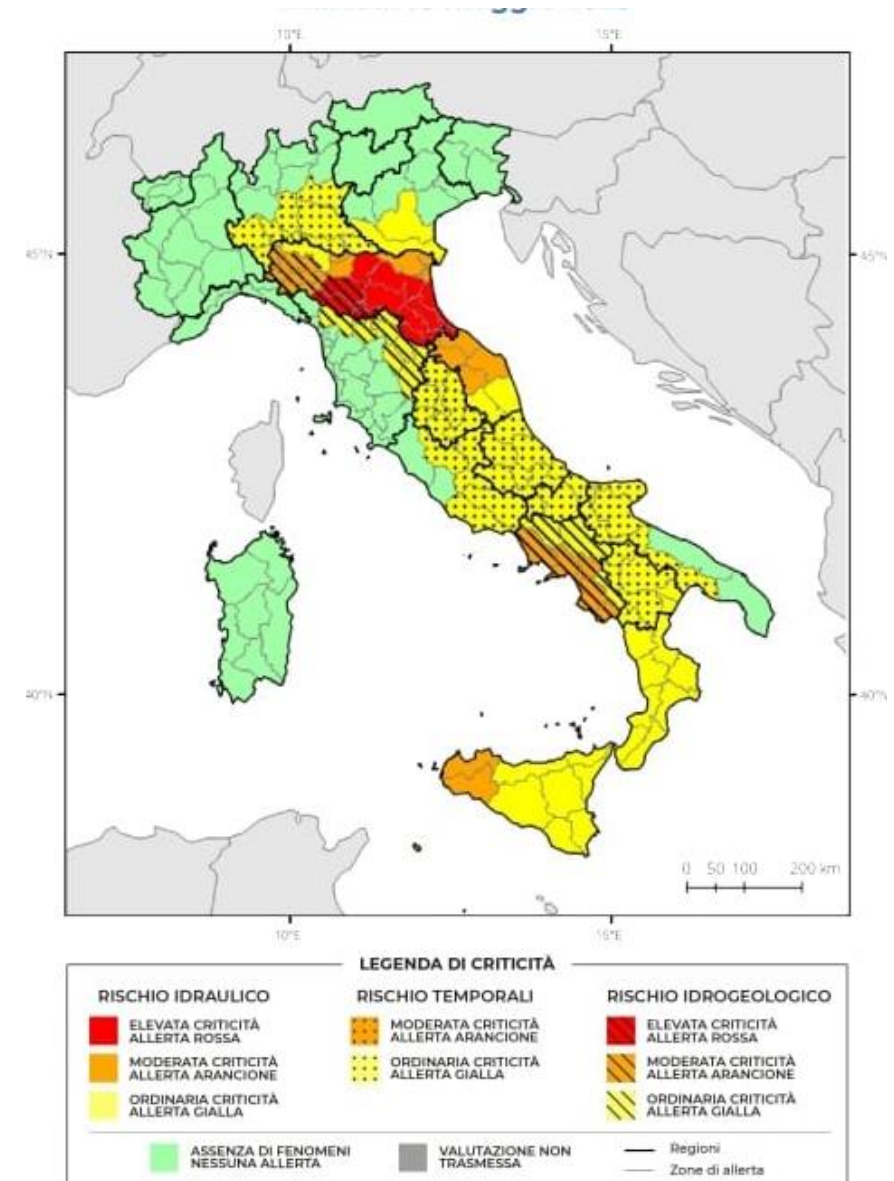 10°E 15°E
45°N 45°N
40°N 40°N
0 50 100 200 km
10°E 15°E
LEGENDA DI CRITICITÀ
RISCHIO IDRAULICO
ELEVATA CRITICITÀ
ALLERTA ROSSA
MODERATA CRITICITÀ
ALLERTA ARANCIONE
ORDINARIA CRITICITÀ
ALLERTA GIALLA
RISCHIO TEMPORALI
MODERATA CRITICITÀ
ALLERTA ARANCIONE
ORDINARIA CRITICITÀ
ALLERTA GIALLA
RISCHIO IDROGEOLOGICO
ELEVATA CRITICITÀ
ALLERTA ROSSA
MODERATA CRITICITÀ
ALLERTA ARANCIONE
ORDINARIA CRITICITÀ
ALLERTA GIALLA
ASSENZA DI FENOMENI
NESSUNA ALLERTA
VALUTAZIONE NON
TRASMESSA
Regioni
Zone di allerta